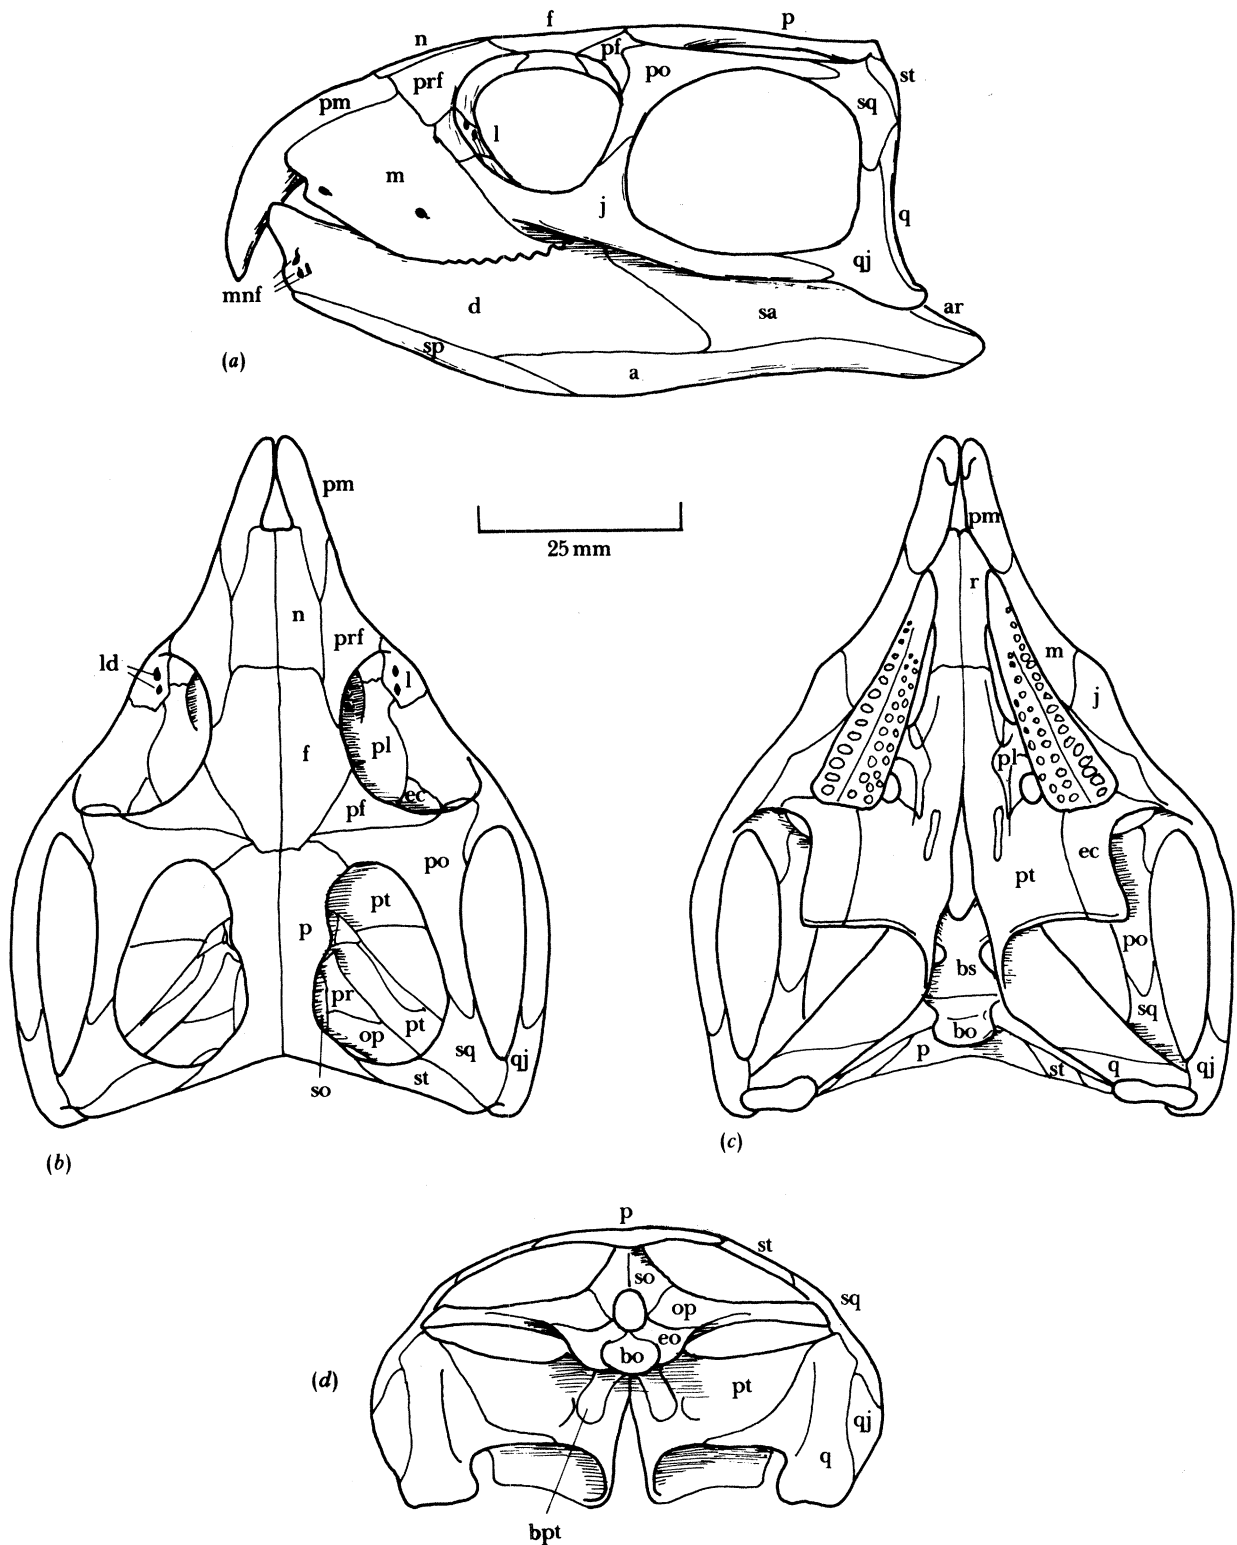 f
p
n
pf
po
st
prf
sq
pm
l
m
j
q
qj
mnf
d
sa
ar
sp
(a)
a
pm
25 mm
pm
r
n
prf
m
ld
l
j
f
pl
pl
ec
pf
po
ec
pt
pt
p
po
bs
pr
sq
pt
op
bo
sq
p
st
q
qj
st
qj
so
(b)
(c)
p
st
so
sq
op
eo
bo
(d)
pt
qj
q
bpt